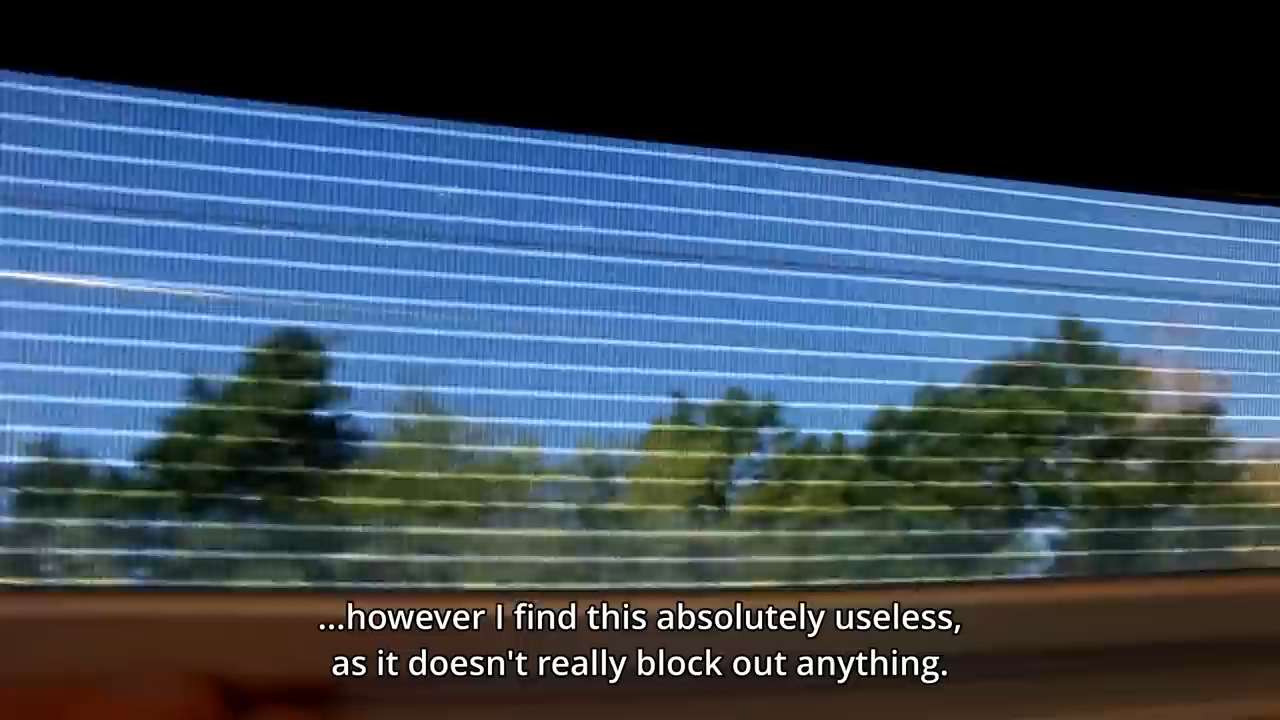 ...however I find this absolutely useless,
as it doesn't really block out anything.